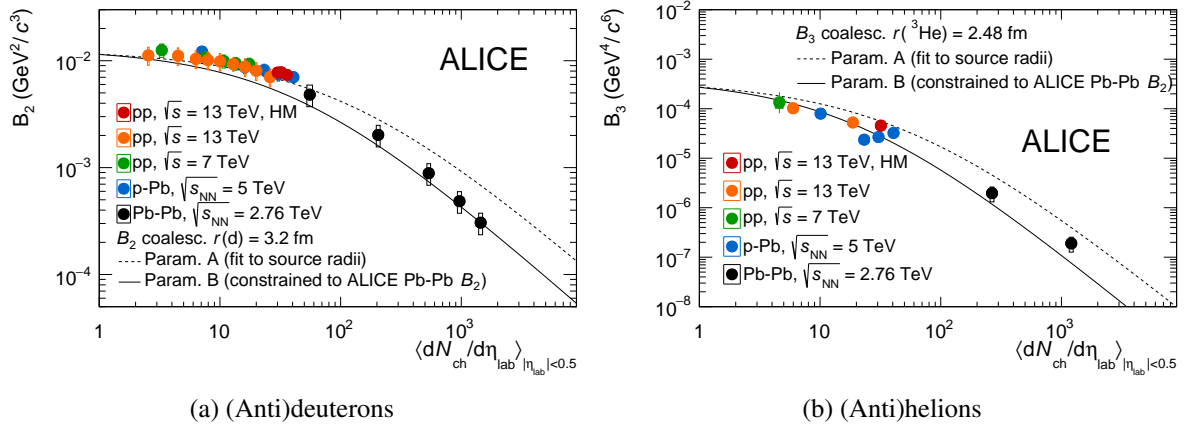 B₂ (GeV²/c³)
10⁻²
10⁻³
10⁻⁴
ALICE
pp, √s = 13 TeV, HM
pp, √s = 13 TeV
pp, √s = 7 TeV
p-Pb, √sNN = 5 TeV
Pb-Pb, √sNN = 2.76 TeV
B₂ coalesc. r(d) = 3.2 fm
Param. A (fit to source radii)
Param. B (constrained to ALICE Pb-Pb B₂)
1 10 10² 10³
⟨dNch/dηlab⟩|ηlab|<0.5
(a) (Anti)deuterons
B₃ (GeV⁴/c⁶)
10⁻²
10⁻³
10⁻⁴
10⁻⁵
10⁻⁶
10⁻⁷
10⁻⁸
B₃ coalesc. r(³He) = 2.48 fm
Param. A (fit to source radii)
Param. B (constrained to ALICE Pb-Pb B₂)
ALICE
pp, √s = 13 TeV, HM
pp, √s = 13 TeV
pp, √s = 7 TeV
p-Pb, √sNN = 5 TeV
Pb-Pb, √sNN = 2.76 TeV
1 10 10² 10³
⟨dNch/dηlab⟩|ηlab|<0.5
(b) (Anti)helions